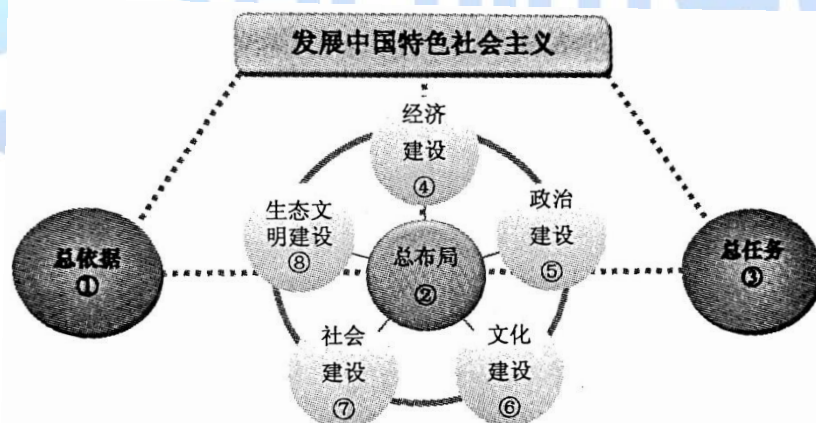 发展中国特色社会主义
经济
建设
④
生态文
明建设
⑧
政治
建设
⑤
总依据
①
总布局
②
总任务
③
社会
建设
⑦
文化
建设
⑥